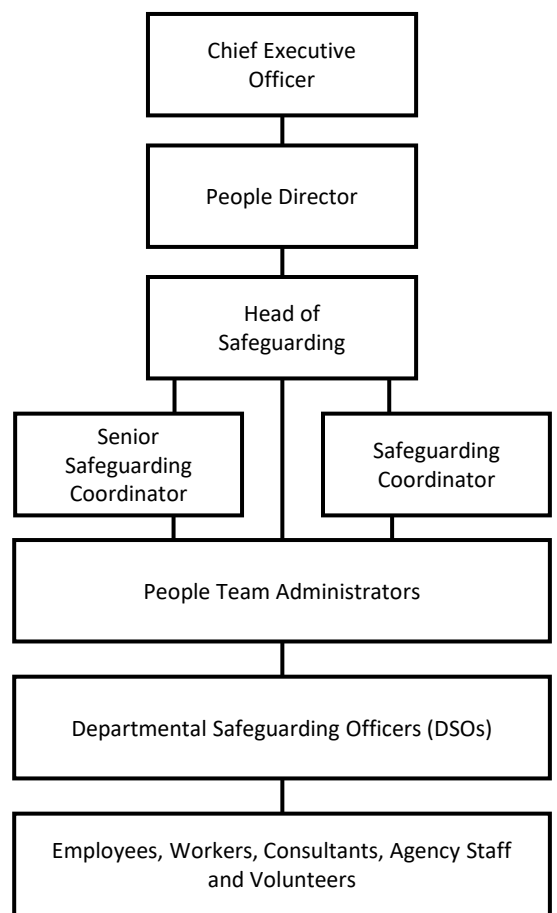 Chief Executive
Officer
People Director
Head of
Safeguarding
Senior
Safeguarding
Coordinator
Safeguarding
Coordinator
People Team Administrators
Departmental Safeguarding Officers (DSOs)
Employees, Workers, Consultants, Agency Staff
and Volunteers